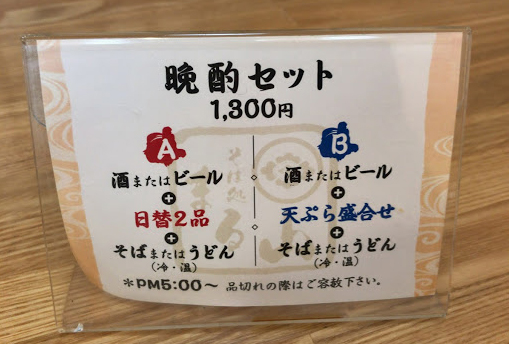 晩酌セット
1,300円
A
酒またはビール
+
日替2品
+
そばまたはうどん
(冷・温)
B
酒またはビール
+
天ぷら盛合せ
+
そばまたはうどん
(冷・温)
*PM5:00〜 品切れの際はご容赦下さい。
そば処